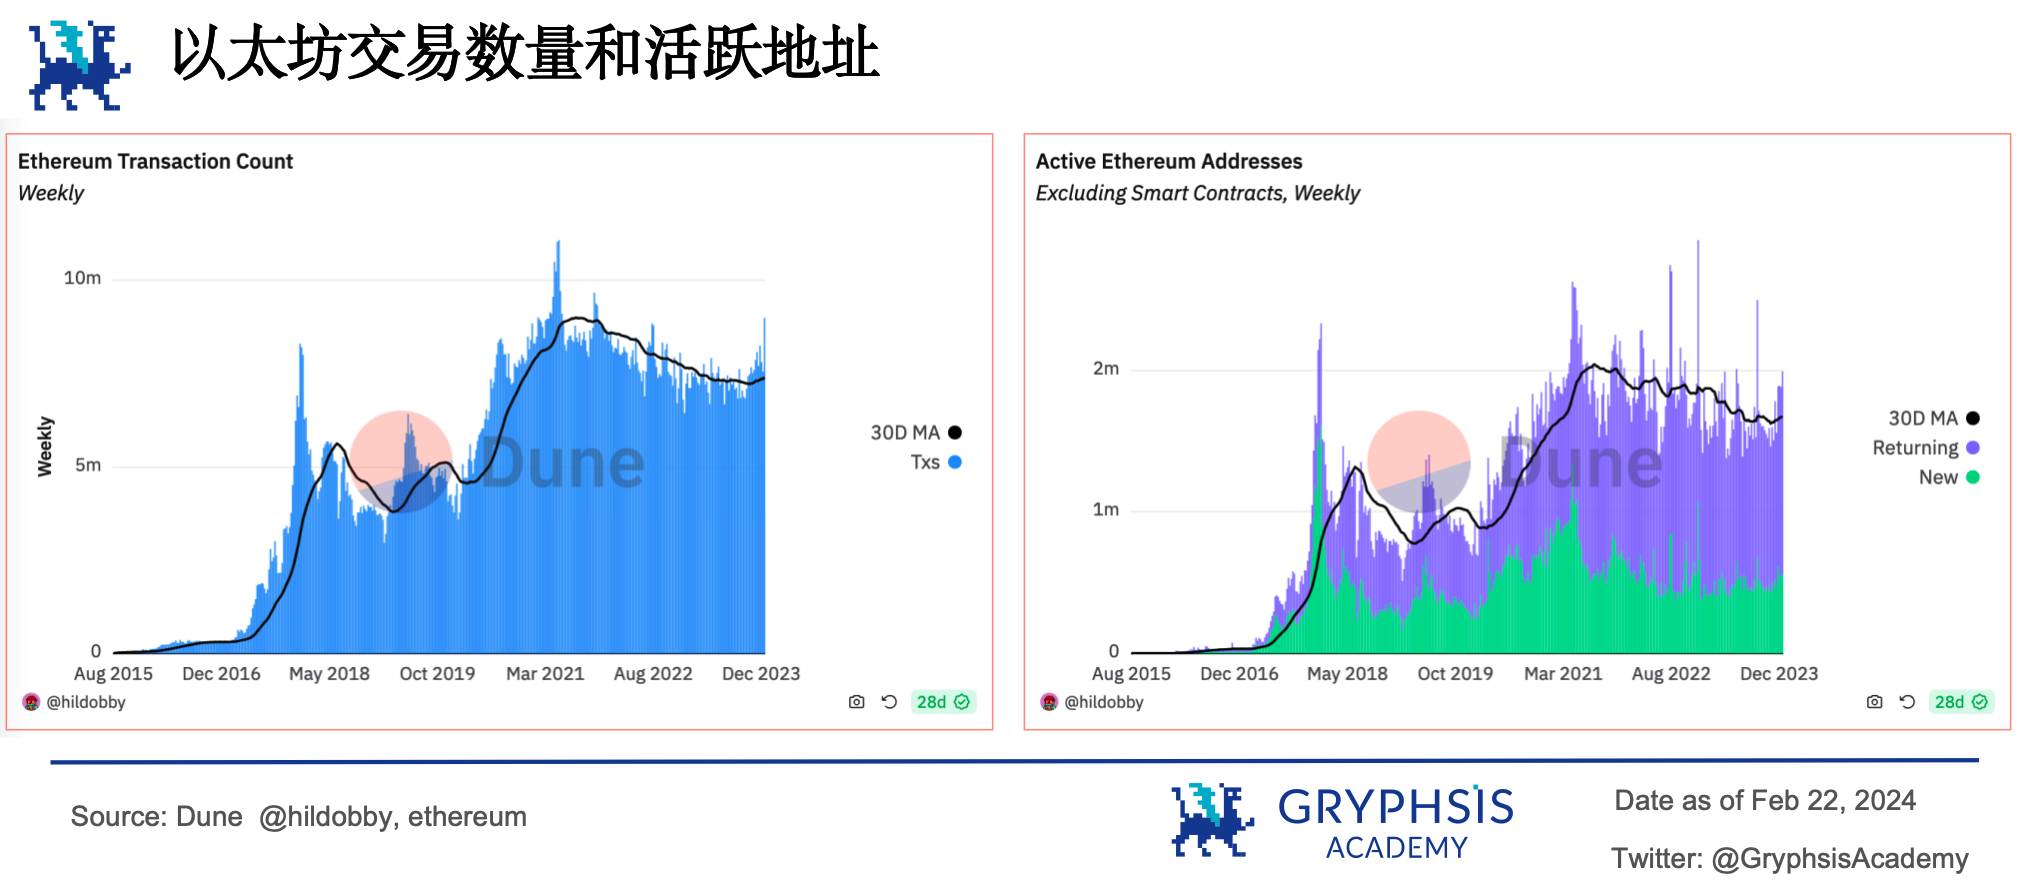 以太坊交易数量和活跃地址
Ethereum Transaction Count
Weekly
10m
5m
0
Weekly
Aug 2015 Dec 2016 May 2018 Oct 2019 Mar 2021 Aug 2022 Dec 2023
30D MA
Txs
Dune
@hildobby
28d
Active Ethereum Addresses
Excluding Smart Contracts, Weekly
2m
1m
0
Aug 2015 Dec 2016 May 2018 Oct 2019 Mar 2021 Aug 2022 Dec 2023
30D MA
Returning
New
Dune
@hildobby
28d
Source: Dune @hildobby, ethereum
GRYPHSIS
ACADEMY
Date as of Feb 22, 2024
Twitter: @GryphsisAcademy